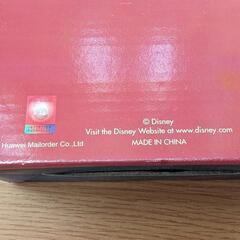 © Disney
Visit the Disney Website at www.disney.com
Huawei Mailorder Co.,Ltd
MADE IN CHINA